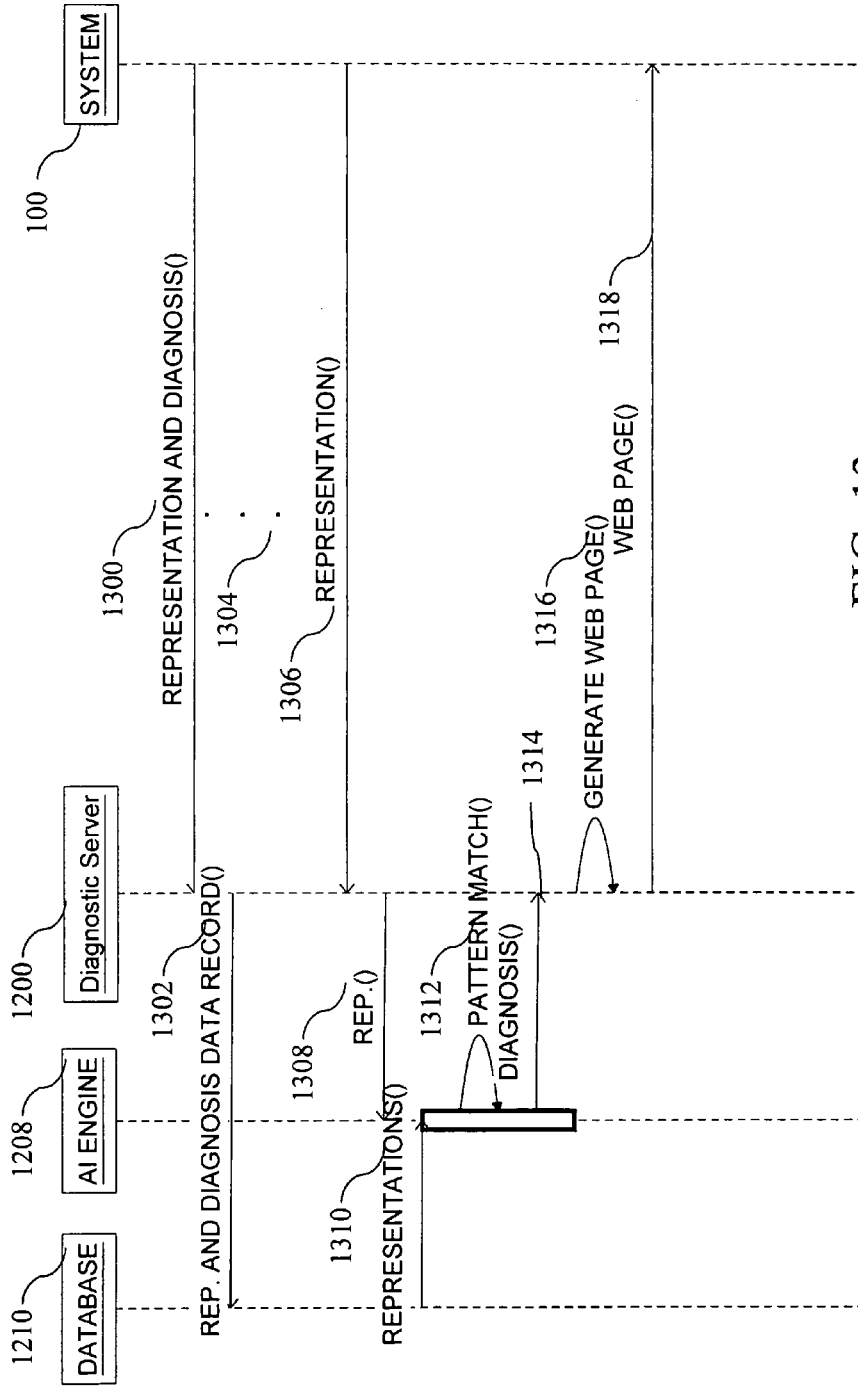 1210
DATABASE
1208
AI ENGINE
1200
Diagnostic Server
100
SYSTEM
1300
REPRESENTATION AND DIAGNOSIS()
1302
REP. AND DIAGNOSIS DATA RECORD()
1304
1306
REPRESENTATION()
1308
REP.()
1310
REPRESENTATIONS()
1312
PATTERN MATCH()
DIAGNOSIS()
1314
1316
GENERATE WEB PAGE()
WEB PAGE()
1318